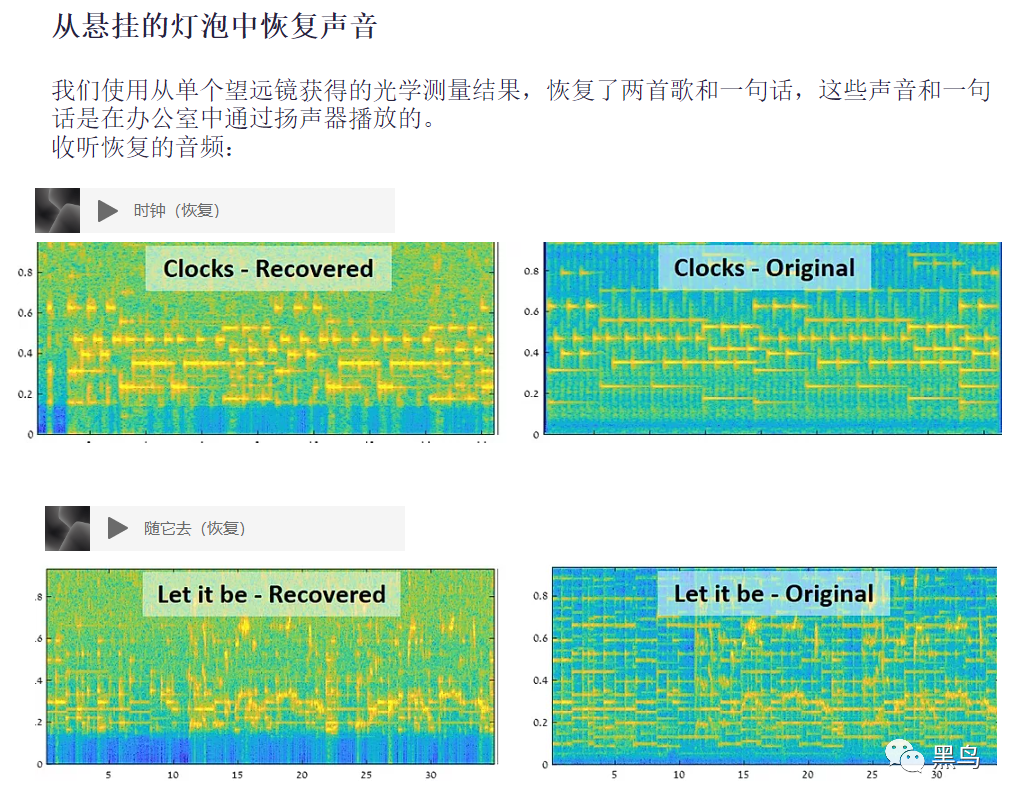 从悬挂的灯泡中恢复声音
我们使用从单个望远镜获得的光学测量结果，恢复了两首歌和一句话，这些声音和一句
话是在办公室中通过扬声器播放的。
收听恢复的音频：
时钟（恢复）
Clocks - Recovered
0.8
0.6
0.4
0.2
0
Clocks - Original
0.8
0.6
0.4
0.2
0
随它去（恢复）
Let it be - Recovered
.8
.6
.4
.2
0
5 10 15 20 25 30
Let it be - Original
0.8
0.6
0.4
0.2
0
5 10 15 20 25 30
黑鸟